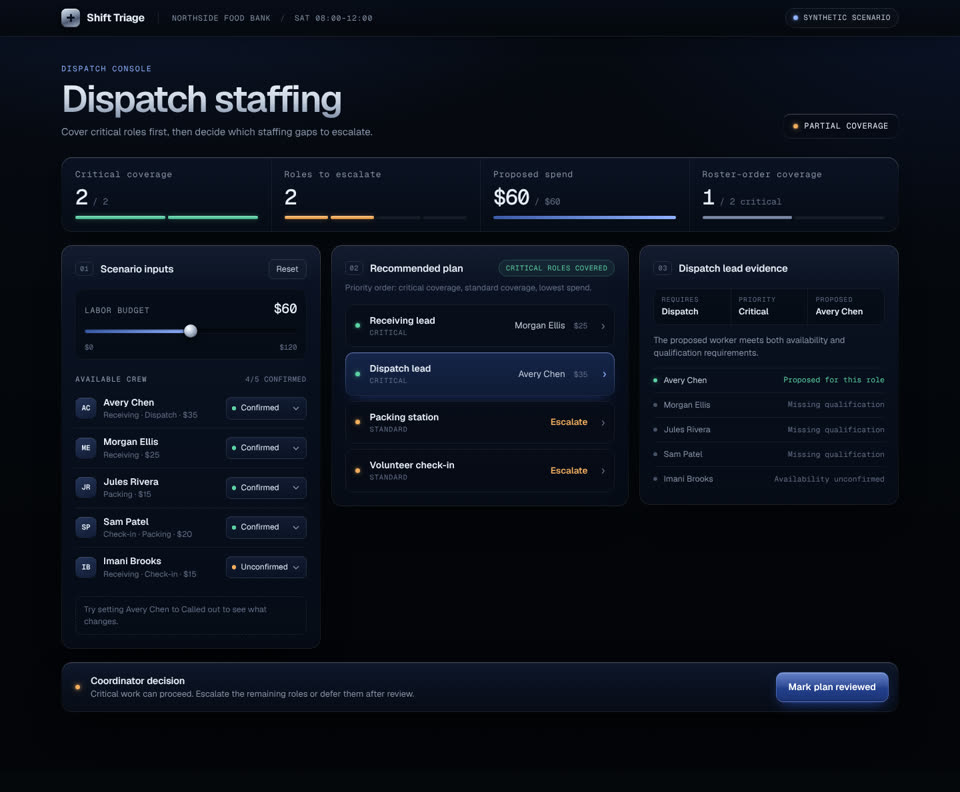 Shift Triage
NORTHSIDE FOOD BANK / SAT 08:00–12:00
SYNTHETIC SCENARIO
DISPATCH CONSOLE
Dispatch staffing
Cover critical roles first, then decide which staffing gaps to escalate.
PARTIAL COVERAGE
Critical coverage
2 / 2
Roles to escalate
2
Proposed spend
$60 / $60
Roster-order coverage
1 / 2 critical
01 Scenario inputs
Reset
LABOR BUDGET $60
$0 $120
AVAILABLE CREW 4/5 CONFIRMED
AC Avery Chen
Receiving · Dispatch · $35
Confirmed
ME Morgan Ellis
Receiving · $25
Confirmed
JR Jules Rivera
Packing · $15
Confirmed
SP Sam Patel
Check-in · Packing · $20
Confirmed
IB Imani Brooks
Receiving · Check-in · $15
Unconfirmed
Try setting Avery Chen to Called out to see what
changes.
02 Recommended plan
CRITICAL ROLES COVERED
Priority order: critical coverage, standard coverage, lowest spend.
Receiving lead
CRITICAL
Morgan Ellis $25
Dispatch lead
CRITICAL
Avery Chen $35
Packing station
STANDARD
Escalate
Volunteer check-in
STANDARD
Escalate
03 Dispatch lead evidence
REQUIRES
Dispatch
PRIORITY
Critical
PROPOSED
Avery Chen
The proposed worker meets both availability and
qualification requirements.
Avery Chen Proposed for this role
Morgan Ellis Missing qualification
Jules Rivera Missing qualification
Sam Patel Missing qualification
Imani Brooks Availability unconfirmed
Coordinator decision
Critical work can proceed. Escalate the remaining roles or defer them after review.
Mark plan reviewed